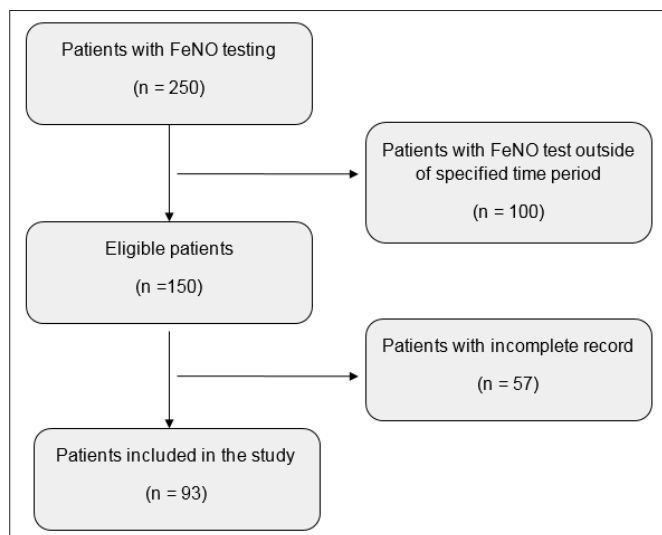 Patients with FeNO testing
(n = 250)
Patients with FeNO test outside
of specified time period
(n = 100)
Eligible patients
(n =150)
Patients with incomplete record
(n = 57)
Patients included in the study
(n = 93)